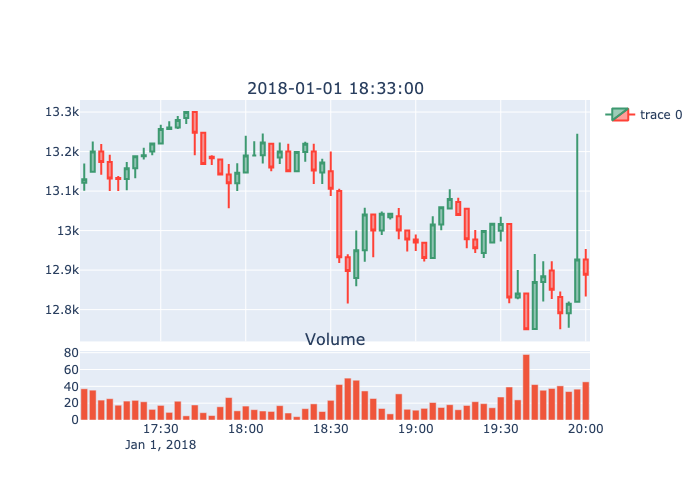 2018-01-01 18:33:00
13.3k
13.2k
13.1k
13k
12.9k
12.8k
trace 0
Volume
80
60
40
20
0
17:30 18:00 18:30 19:00 19:30 20:00
Jan 1, 2018